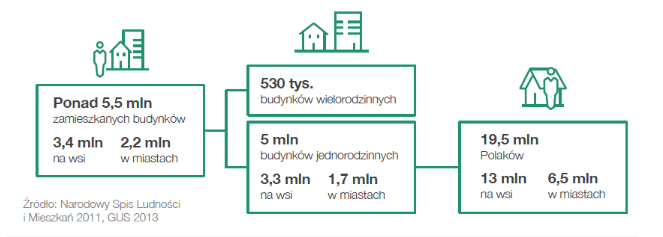 Ponad 5,5 mln
zamieszkanych budynków
3,4 mln 2,2 mln
na wsi w miastach
530 tys.
budynków wielorodzinnych
5 mln
budynków jednorodzinnych
3,3 mln 1,7 mln
na wsi w miastach
19,5 mln
Polaków
13 mln 6,5 mln
na wsi w miastach
Źródło: Narodowy Spis Ludności
i Mieszkań 2011, GUS 2013